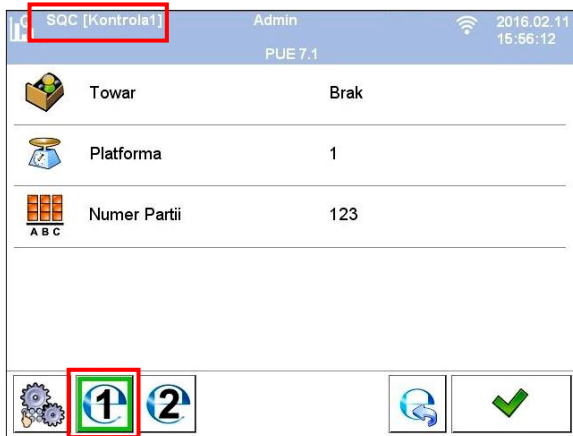 SQC [Kontrola1] Admin 2016.02.11
PUE 7.1 15:56:12
Towar Brak
Platforma 1
Numer Partii 123
A B C
1 2